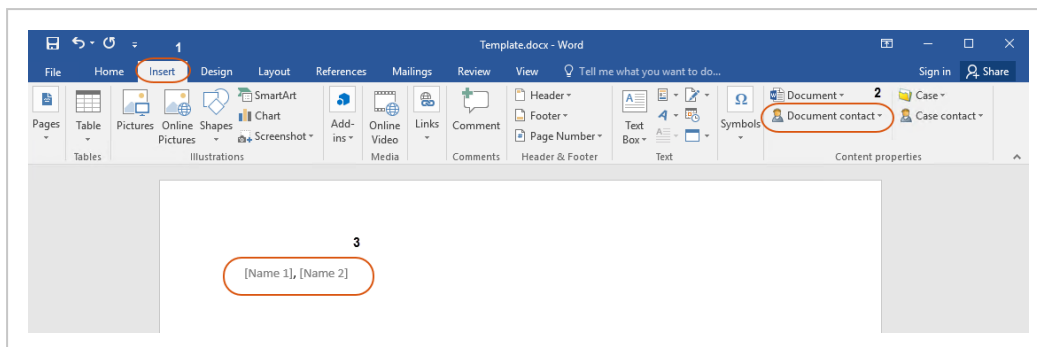 1
Template.docx - Word
File Home Insert Design Layout References Mailings Review View Tell me what you want to do... Sign in Share
Pages
Table
Pictures
Online Pictures
Shapes
SmartArt
Chart
Screenshot
Add-ins
Online Video
Links
Comment
Header
Footer
Page Number
Text Box
A
Ω
Symbols
Document
2
Document contact
Case
Case contact
Tables
Illustrations
Media
Comments
Header & Footer
Text
Content properties
3
[Name 1], [Name 2]